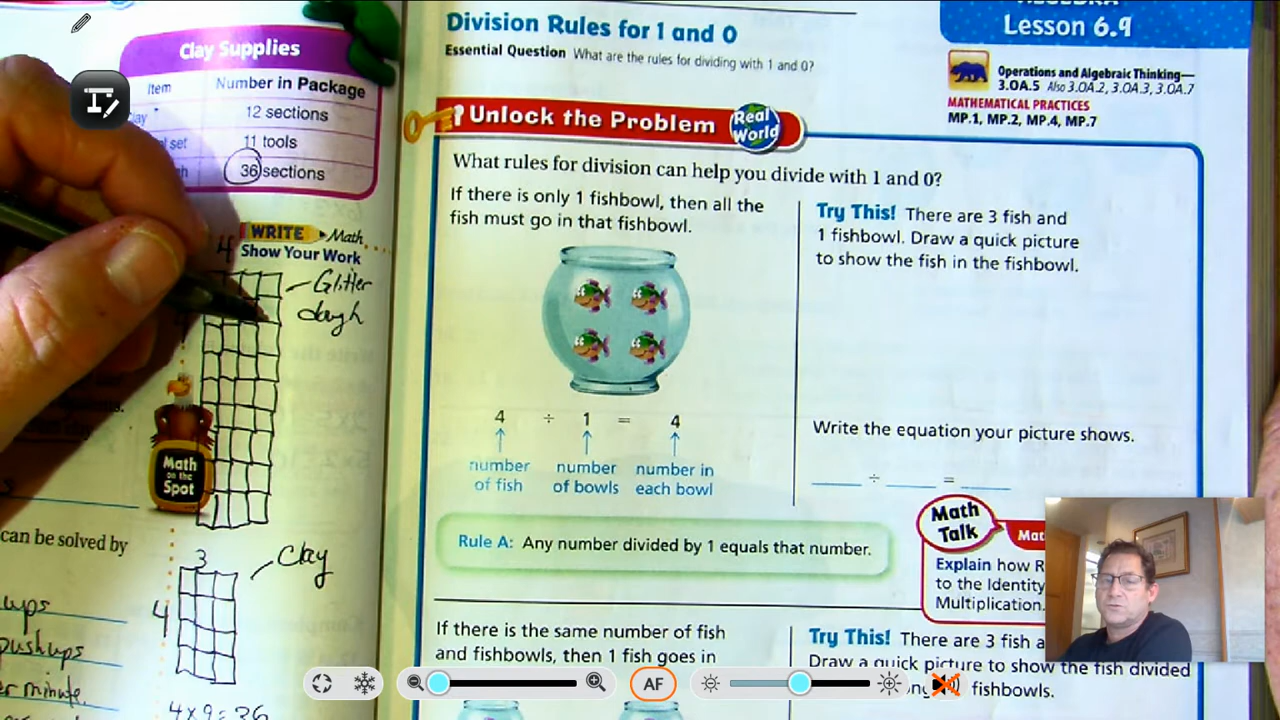 Clay Supplies
Item Number in Package
12 sections
11 tools
36 sections
WRITE Math
Show Your Work
4
Glitter
dough
Math
on the
Spot
can be solved by
3
Clay
4
ups
pushups
minute.
4x9=36
Division Rules for 1 and 0
Essential Question What are the rules for dividing with 1 and 0?
Lesson 6.9
Operations and Algebraic Thinking—
3.OA.5 Also 3.OA.2, 3.OA.3, 3.OA.7
MATHEMATICAL PRACTICES
MP.1, MP.2, MP.4, MP.7
Unlock the Problem
Real
World
What rules for division can help you divide with 1 and 0?
If there is only 1 fishbowl, then all the
fish must go in that fishbowl.
4 ÷ 1 = 4
number number number in
of fish of bowls each bowl
Try This! There are 3 fish and
1 fishbowl. Draw a quick picture
to show the fish in the fishbowl.
Write the equation your picture shows.
÷ =
Rule A: Any number divided by 1 equals that number.
Math
Talk
Mat
Explain how R
to the Identity
Multiplication.
If there is the same number of fish
and fishbowls, then 1 fish goes in
Try This! There are 3 fish a
Draw a quick picture to show the fish divided
fishbowls.
AF